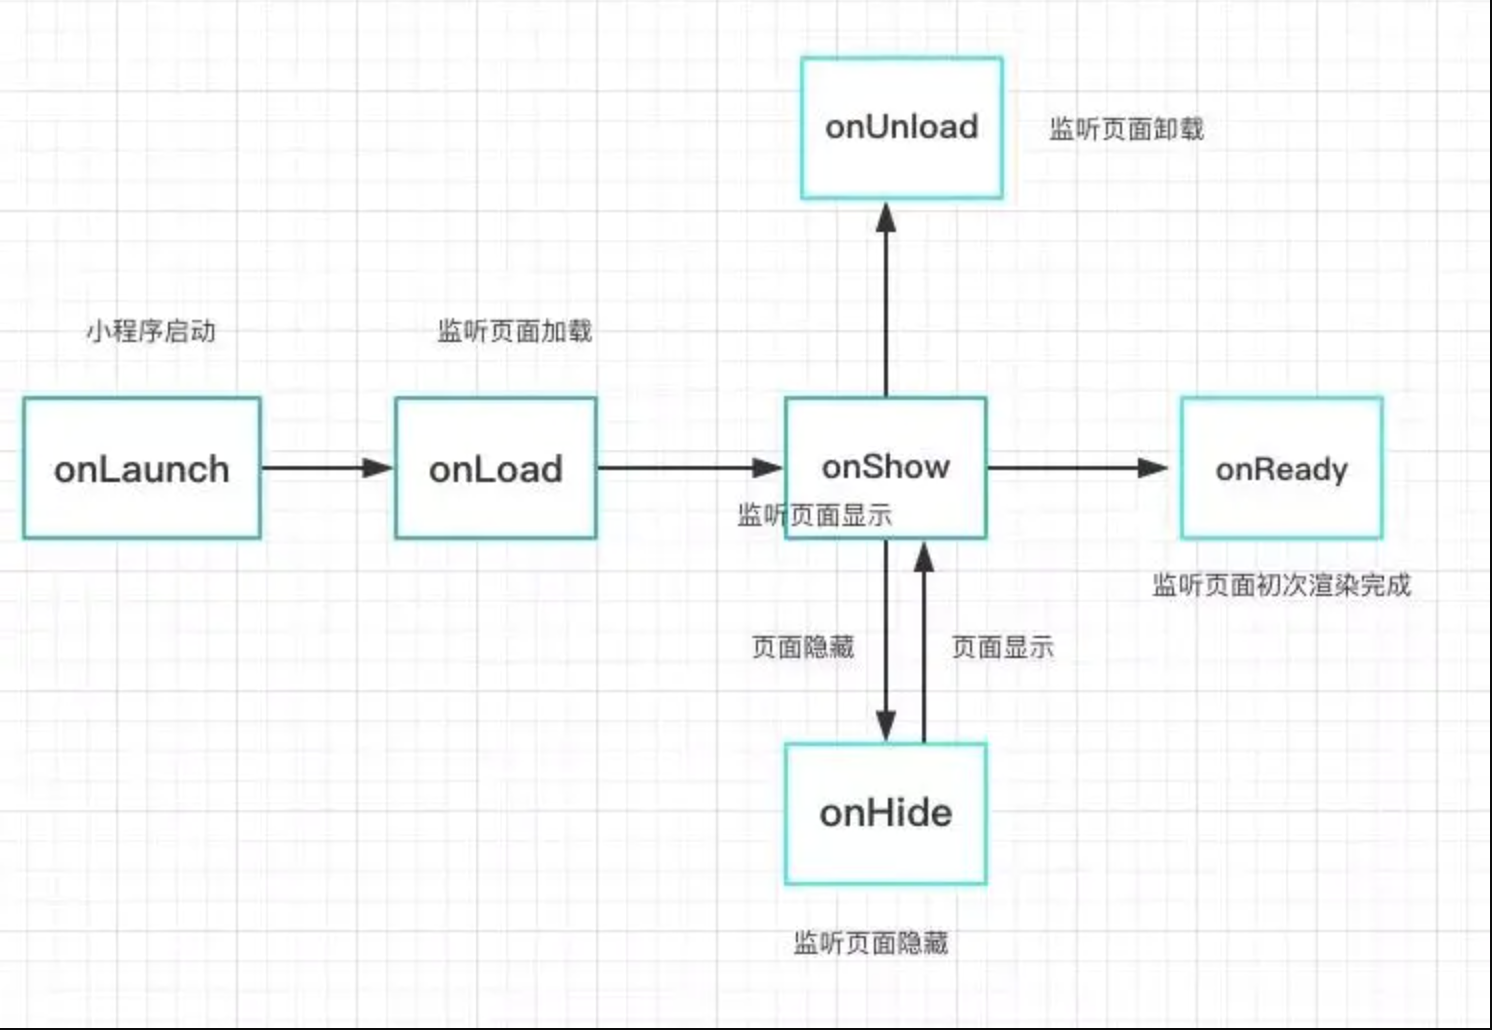 onUnload
监听页面卸载
小程序启动
监听页面加载
onLaunch
onLoad
onShow
监听页面显示
onReady
监听页面初次渲染完成
页面隐藏
页面显示
onHide
监听页面隐藏